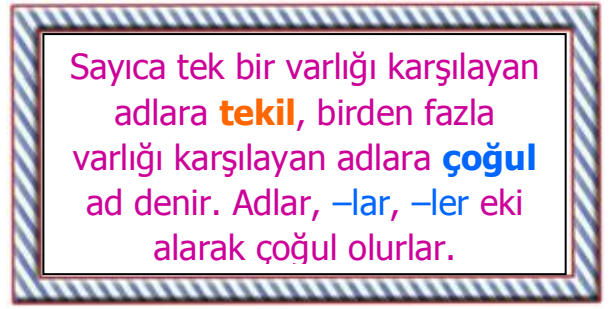 Sayıca tek bir varlığı karşılayan
adlara tekil, birden fazla
varlığı karşılayan adlara çoğul
ad denir. Adlar, –lar, –ler eki
alarak çoğul olurlar.